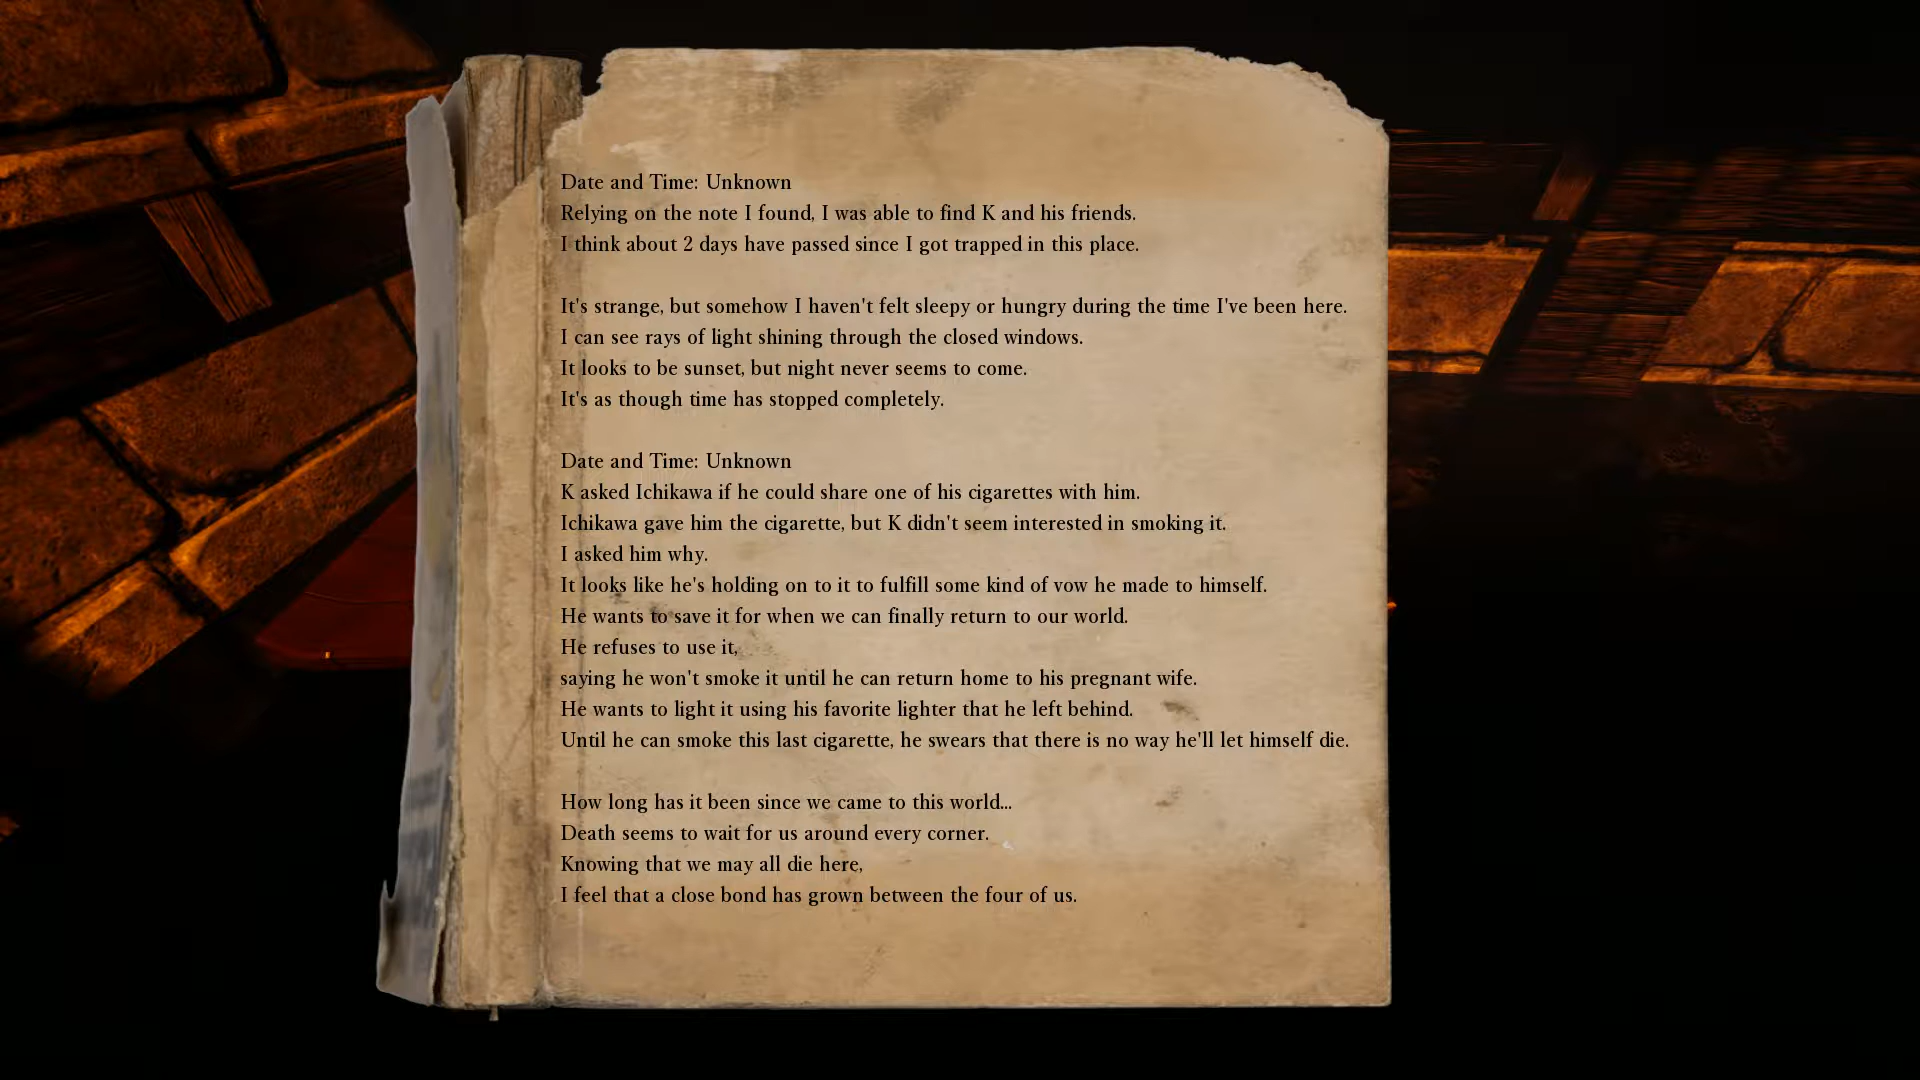 Date and Time: Unknown
Relying on the note I found, I was able to find K and his friends.
I think about 2 days have passed since I got trapped in this place.
It's strange, but somehow I haven't felt sleepy or hungry during the time I've been here.
I can see rays of light shining through the closed windows.
It looks to be sunset, but night never seems to come.
It's as though time has stopped completely.
Date and Time: Unknown
K asked Ichikawa if he could share one of his cigarettes with him.
Ichikawa gave him the cigarette, but K didn't seem interested in smoking it.
I asked him why.
It looks like he's holding on to it to fulfill some kind of vow he made to himself.
He wants to save it for when we can finally return to our world.
He refuses to use it,
saying he won't smoke it until he can return home to his pregnant wife.
He wants to light it using his favorite lighter that he left behind.
Until he can smoke this last cigarette, he swears that there is no way he'll let himself die.
How long has it been since we came to this world...
Death seems to wait for us around every corner.
Knowing that we may all die here,
I feel that a close bond has grown between the four of us.